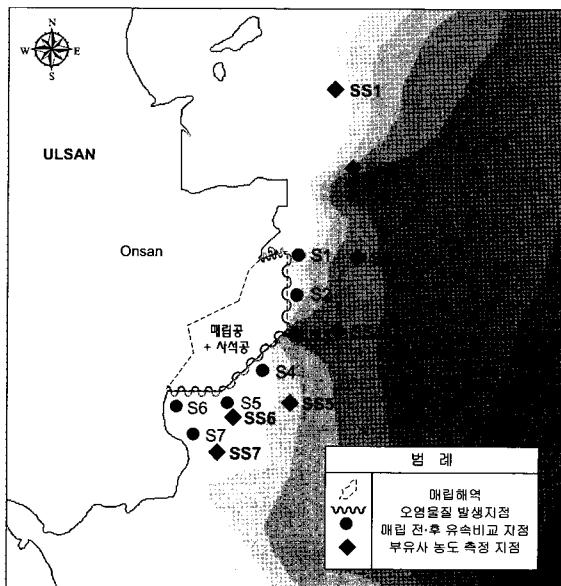 N
W E
S
SS1
ULSAN
Onsan
S1
S2
매립공
+ 사석공
S4
S6
S5
SS5
SS6
S7
SS7
범 례
매립해역
오염물질 발생지점
매립 전·후 유속비교 지점
부유사 농도 측정 지점